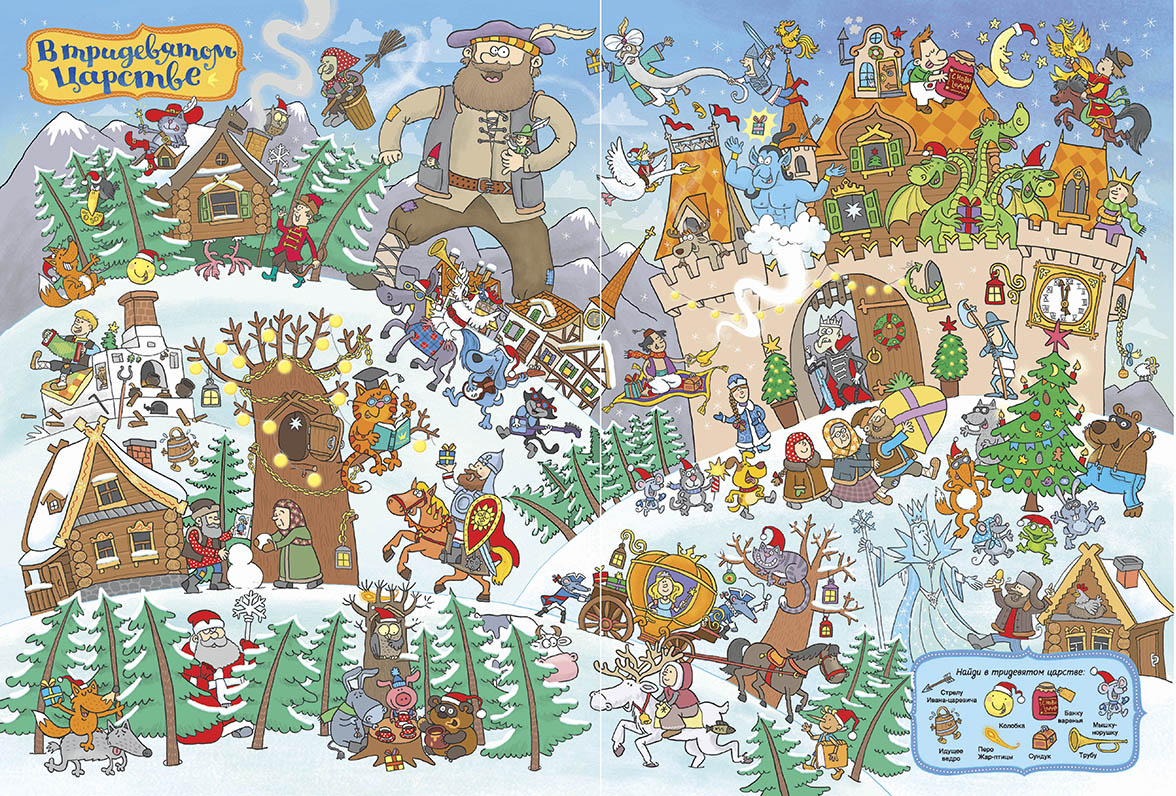 В тридевятом
Царстве
Найди в тридевятом царстве:
Стрелу
Ивана-царевича
Колобка
Банку
варенья
Мышку-
норушку
Идущее
ведро
Перо
Жар-птицы
Сундук
Трубу